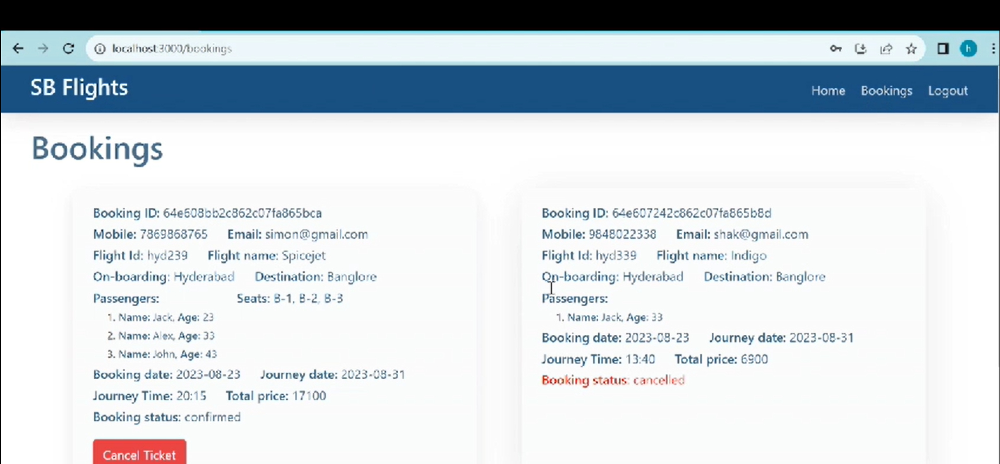 localhost:3000/bookings
h
SB Flights
Home Bookings Logout
Bookings
Booking ID: 64e608bb2c862c07fa865bca
Mobile: 7869868765 Email: simon@gmail.com
Flight Id: hyd239 Flight name: Spicejet
On-boarding: Hyderabad Destination: Banglore
Passengers: Seats: B-1, B-2, B-3
1. Name: Jack, Age: 23
2. Name: Alex, Age: 33
3. Name: John, Age: 43
Booking date: 2023-08-23 Journey date: 2023-08-31
Journey Time: 20:15 Total price: 17100
Booking status: confirmed
Cancel Ticket
Booking ID: 64e607242c862c07fa865b8d
Mobile: 9848022338 Email: shak@gmail.com
Flight Id: hyd339 Flight name: Indigo
On-boarding: Hyderabad Destination: Banglore
Passengers:
1. Name: Jack, Age: 33
Booking date: 2023-08-23 Journey date: 2023-08-31
Journey Time: 13:40 Total price: 6900
Booking status: cancelled